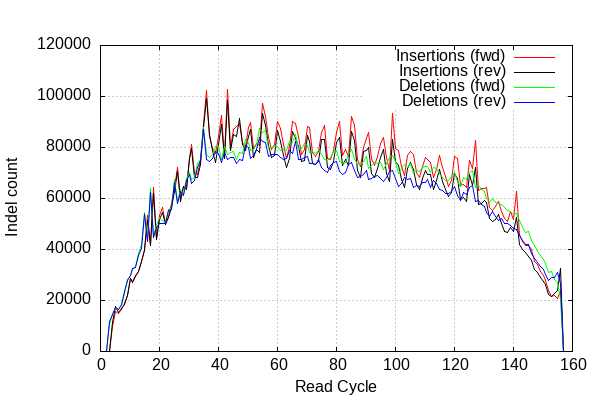 120000
Insertions (fwd)
Insertions (rev)
Deletions (fwd)
Deletions (rev)
100000
80000
60000
40000
20000
0
Indel count
0 20 40 60 80 100 120 140 160
Read Cycle